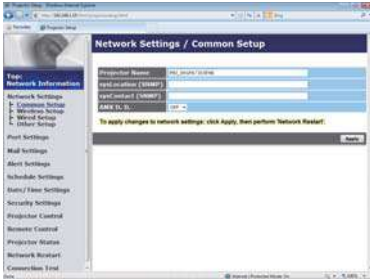 Network Settings / Common Setup
Top:
Network Information
Projector Name
sysLocation (SNMP)
sysContact (SNMP)
AMX D. D.
OFF
To apply changes to network settings: click Apply, then perform 'Network Restart'.
Apply
Network Settings
Common Setup
Wireless Setup
Wired Setup
Other Setup
Port Settings
Mail Settings
Alert Settings
Schedule Settings
Date/Time Settings
Security Settings
Projector Control
Remote Control
Projector Status
Network Restart
Connection Test